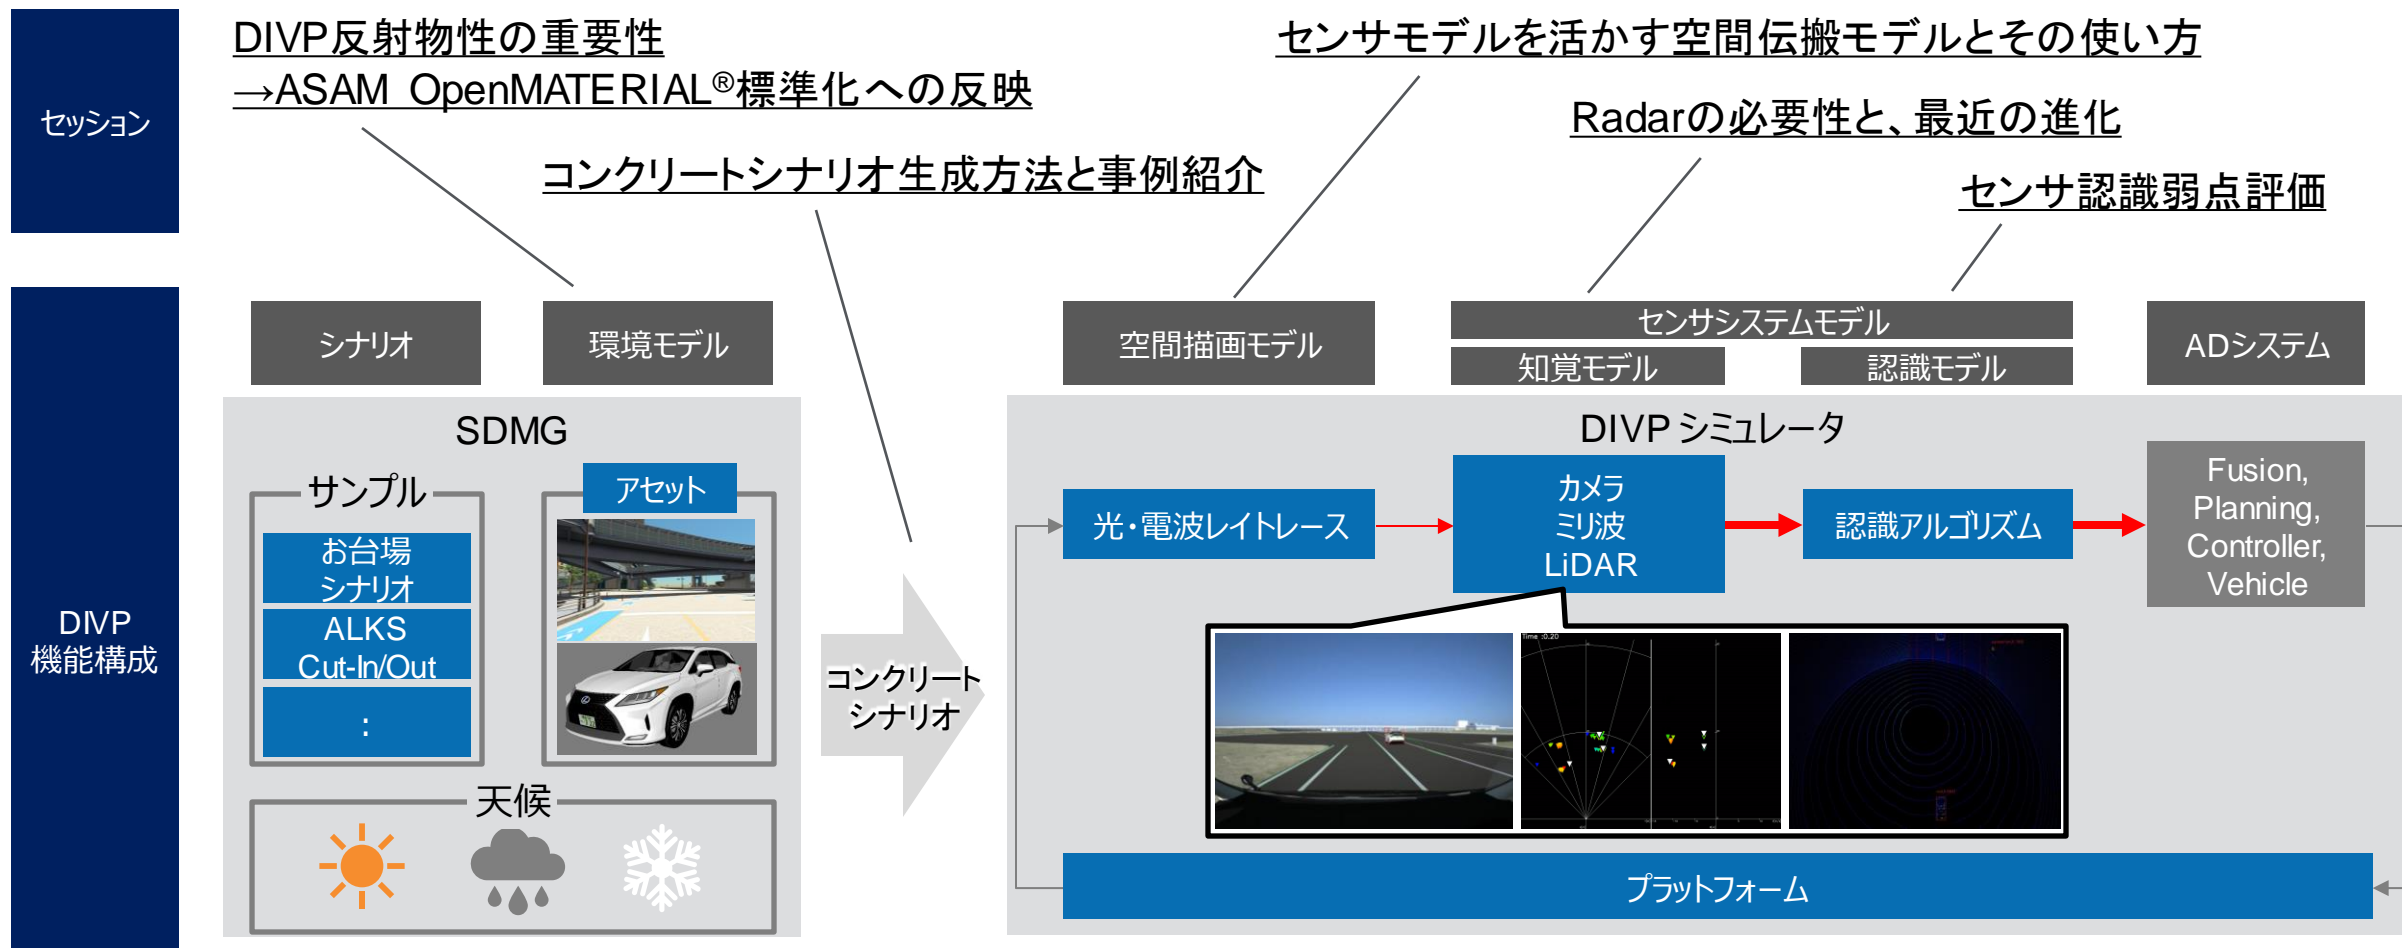 セッション
DIVP反射物性の重要性
→ASAM OpenMATERIAL®標準化への反映
コンクリートシナリオ生成方法と事例紹介
センサモデルを活かす空間伝搬モデルとその使い方
Radarの必要性と、最近の進化
センサ認識弱点評価
DIVP
機能構成
シナリオ
環境モデル
空間描画モデル
センサシステムモデル
知覚モデル
認識モデル
ADシステム
SDMG
サンプル
お台場
シナリオ
ALKS
Cut-In/Out
:
アセット
天候
コンクリート
シナリオ
DIVP シミュレータ
光・電波レイトレース
カメラ
ミリ波
LiDAR
認識アルゴリズム
Fusion,
Planning,
Controller,
Vehicle
Time :0.20
プラットフォーム